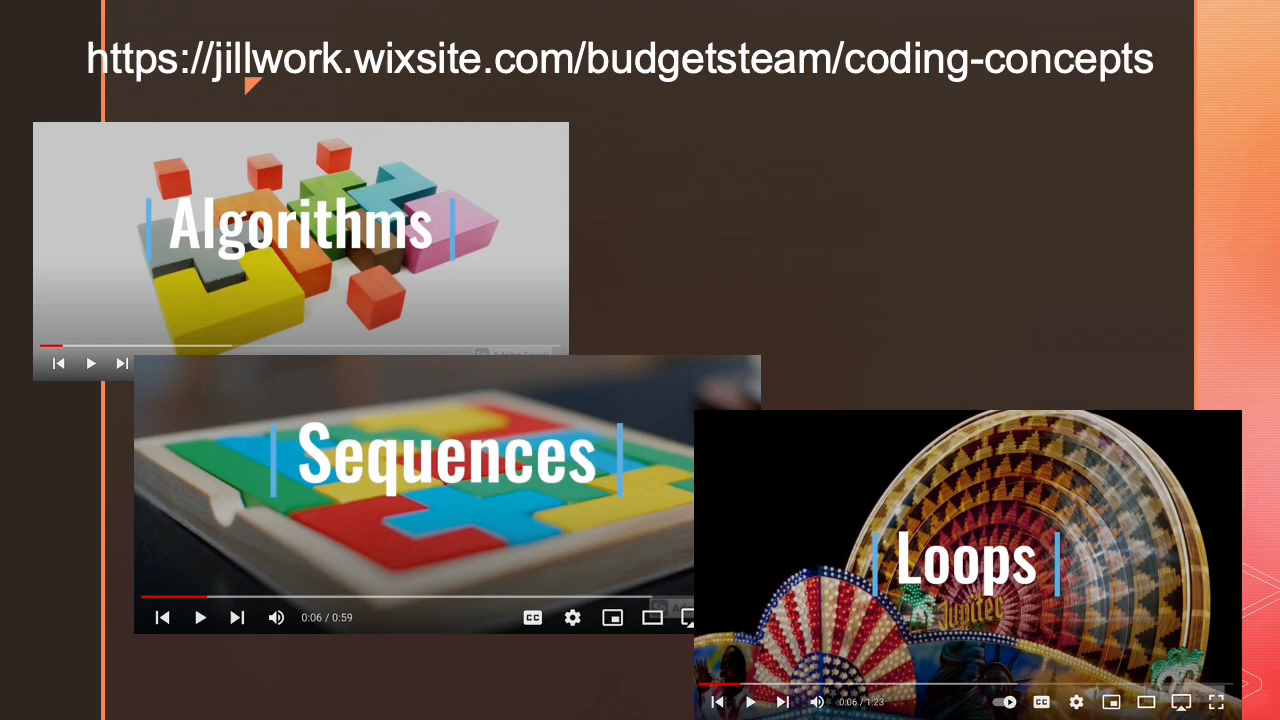 https://jillwork.wixsite.com/budgetsteam/coding-concepts
| Algorithms |
| Sequences |
CC
0:06 / 0:59
| Loops |
Jupiter
0:06 / 1:23
CC